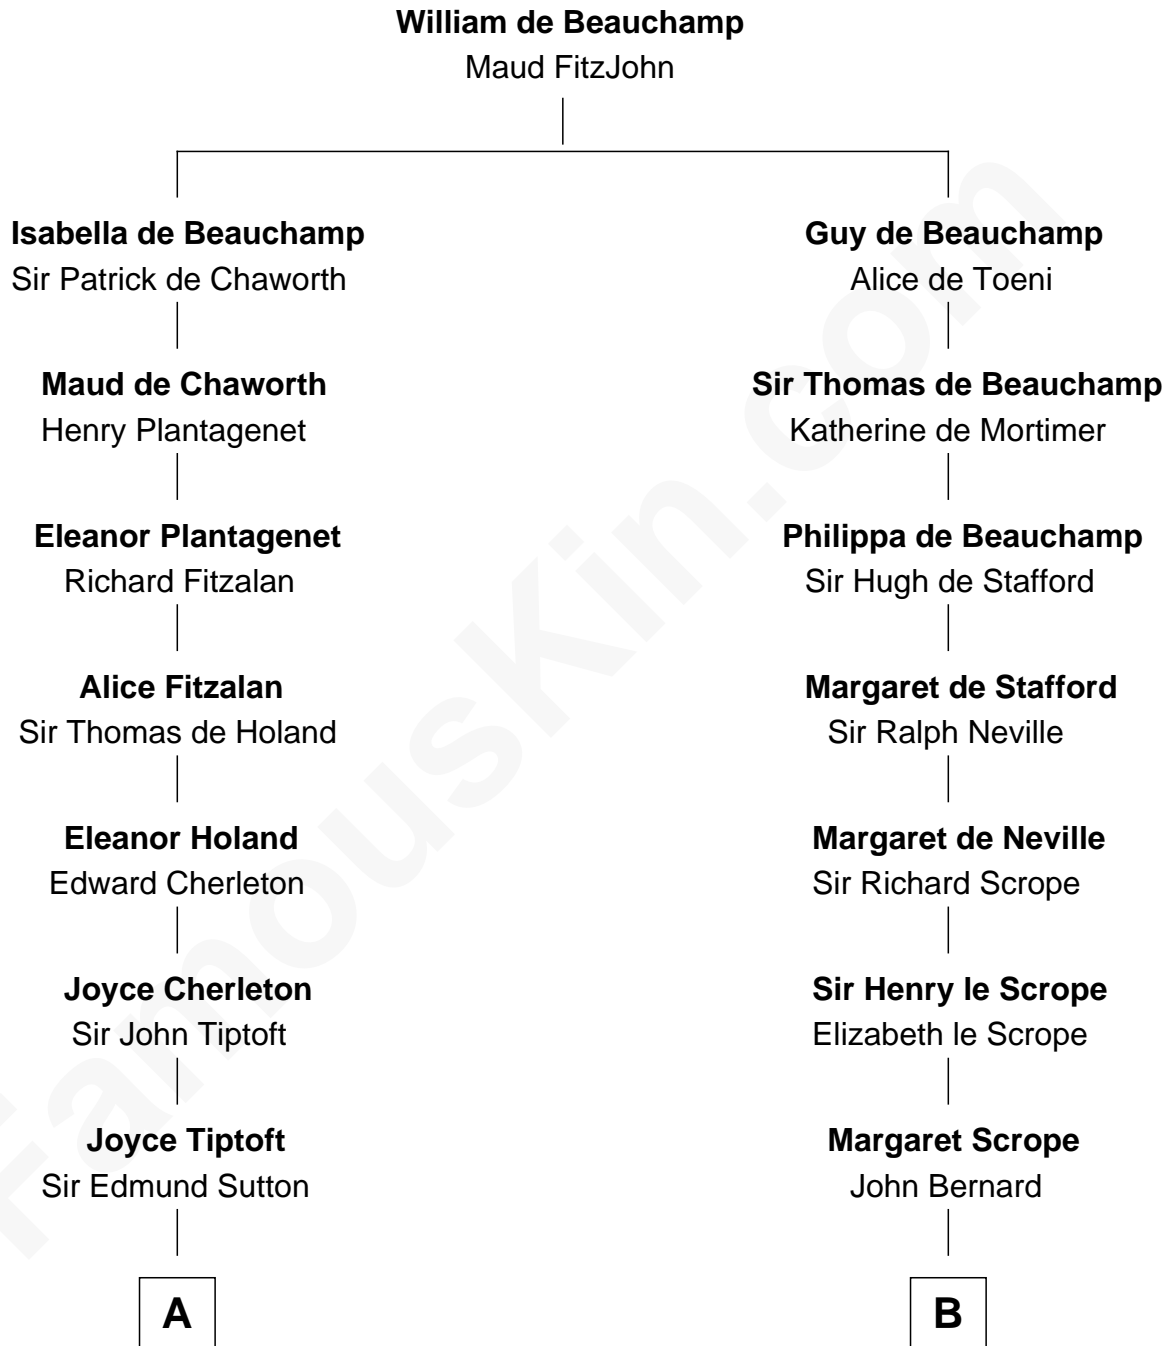 William de Beauchamp
Maud FitzJohn
Isabella de Beauchamp
Sir Patrick de Chaworth
Guy de Beauchamp
Alice de Toeni
Maud de Chaworth
Henry Plantagenet
Sir Thomas de Beauchamp
Katherine de Mortimer
Eleanor Plantagenet
Richard Fitzalan
Philippa de Beauchamp
Sir Hugh de Stafford
Alice Fitzalan
Sir Thomas de Holand
Margaret de Stafford
Sir Ralph Neville
Eleanor Holand
Edward Cherleton
Margaret de Neville
Sir Richard Scrope
Joyce Cherleton
Sir John Tiptoft
Sir Henry le Scrope
Elizabeth le Scrope
Joyce Tiptoft
Sir Edmund Sutton
Margaret Scrope
John Bernard
A
B
FamousKin.com